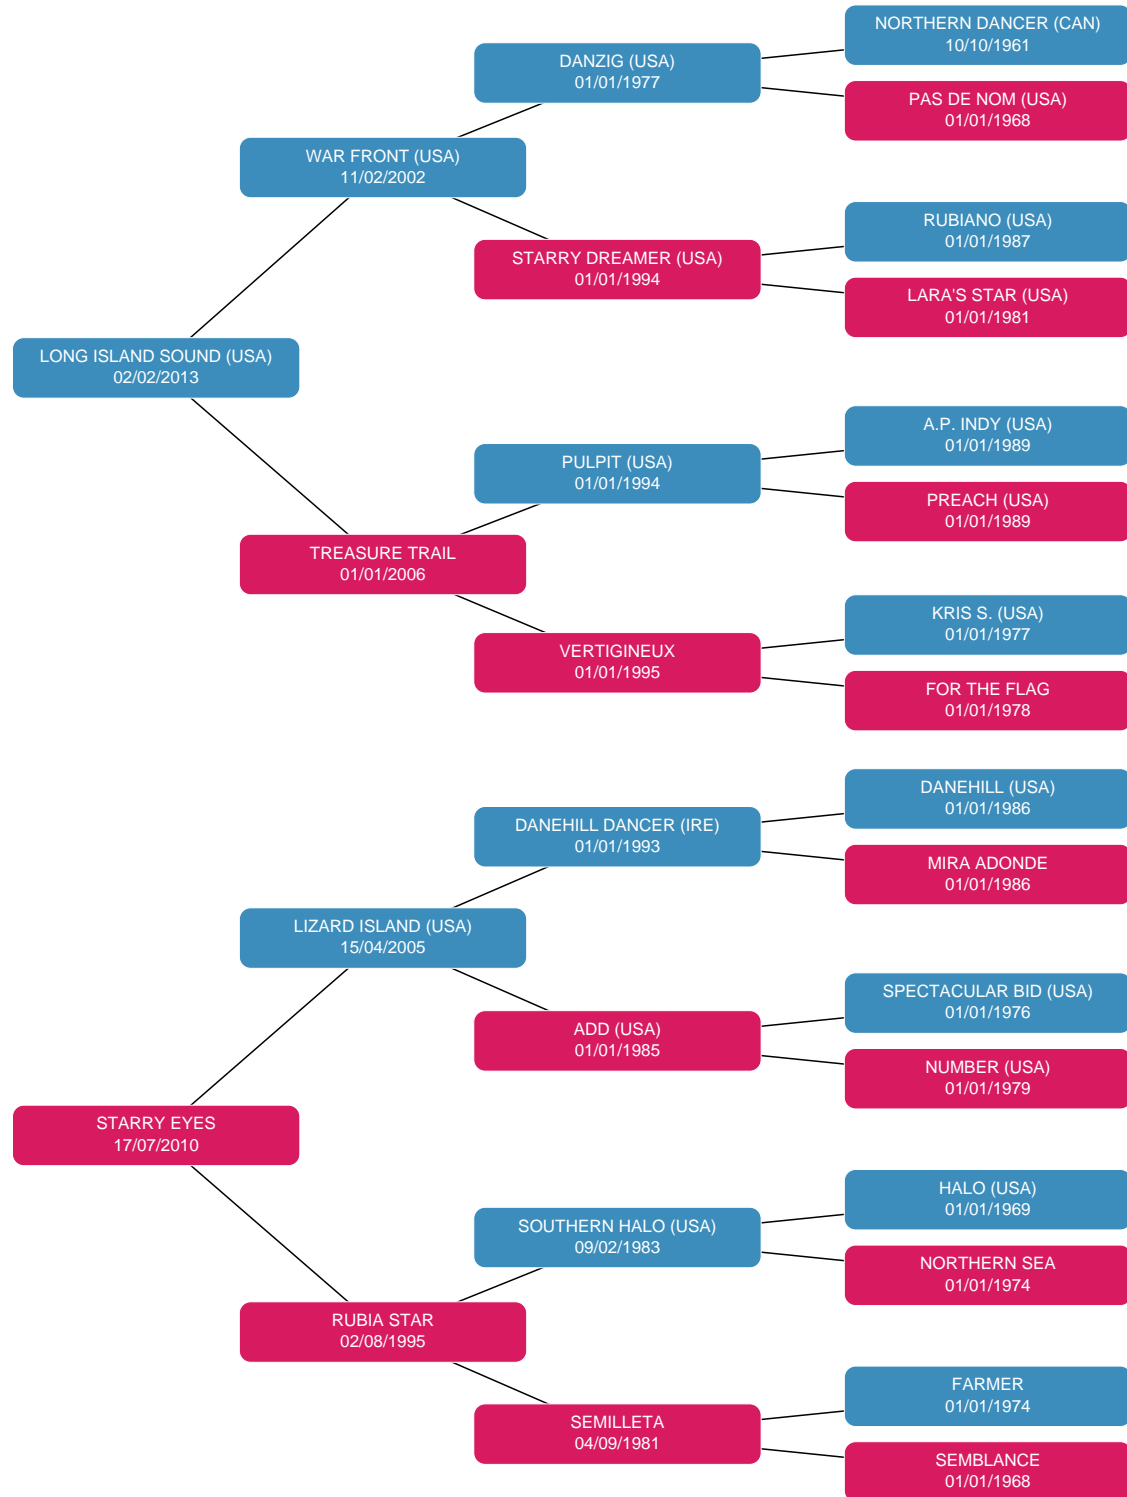 NORTHERN DANCER (CAN)
10/10/1961
DANZIG (USA)
01/01/1977
PAS DE NOM (USA)
01/01/1968
WAR FRONT (USA)
11/02/2002
RUBIANO (USA)
01/01/1987
STARRY DREAMER (USA)
01/01/1994
LARA'S STAR (USA)
01/01/1981
LONG ISLAND SOUND (USA)
02/02/2013
A.P. INDY (USA)
01/01/1989
PULPIT (USA)
01/01/1994
PREACH (USA)
01/01/1989
TREASURE TRAIL
01/01/2006
KRIS S. (USA)
01/01/1977
VERTIGINEUX
01/01/1995
FOR THE FLAG
01/01/1978
DANEHILL (USA)
01/01/1986
DANEHILL DANCER (IRE)
01/01/1993
MIRA ADONDE
01/01/1986
LIZARD ISLAND (USA)
15/04/2005
SPECTACULAR BID (USA)
01/01/1976
ADD (USA)
01/01/1985
NUMBER (USA)
01/01/1979
STARRY EYES
17/07/2010
HALO (USA)
01/01/1969
SOUTHERN HALO (USA)
09/02/1983
NORTHERN SEA
01/01/1974
RUBIA STAR
02/08/1995
FARMER
01/01/1974
SEMILLETA
04/09/1981
SEMBLANCE
01/01/1968